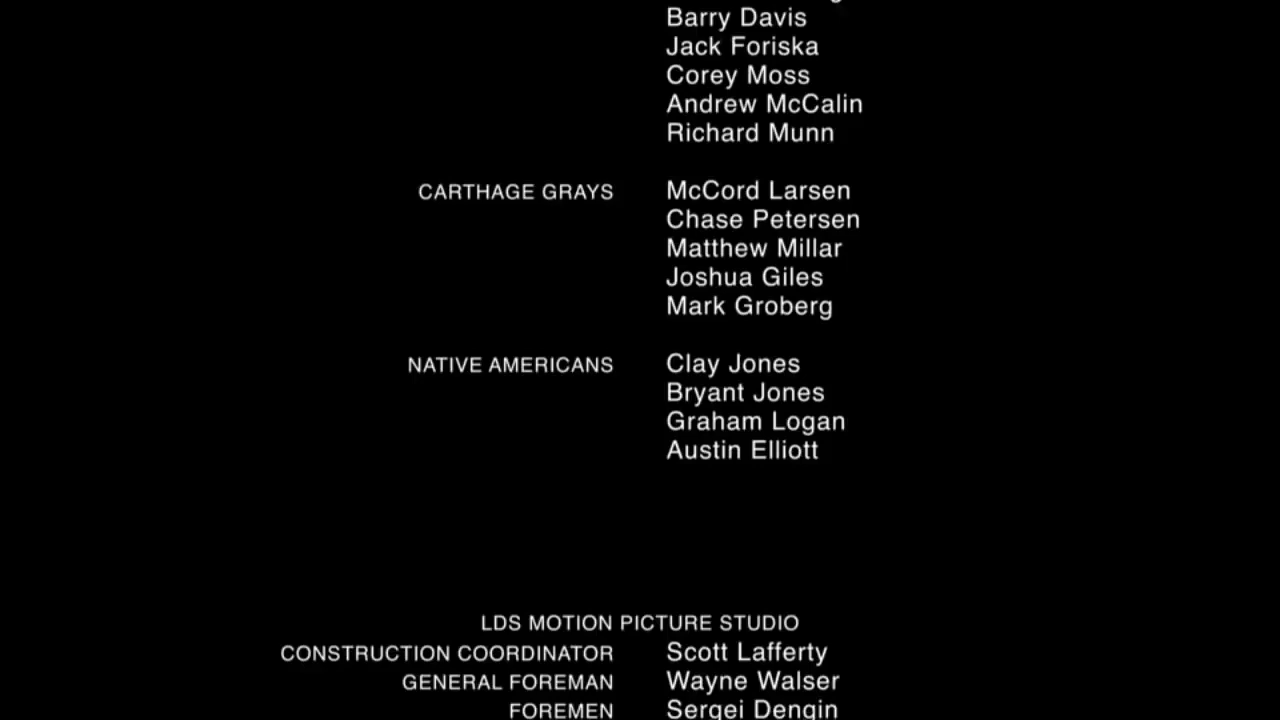 Barry Davis
Jack Foriska
Corey Moss
Andrew McCalin
Richard Munn
CARTHAGE GRAYS McCord Larsen
Chase Petersen
Matthew Millar
Joshua Giles
Mark Groberg
NATIVE AMERICANS Clay Jones
Bryant Jones
Graham Logan
Austin Elliott
LDS MOTION PICTURE STUDIO
CONSTRUCTION COORDINATOR Scott Lafferty
GENERAL FOREMAN Wayne Walser
FOREMEN Sergei Dengin